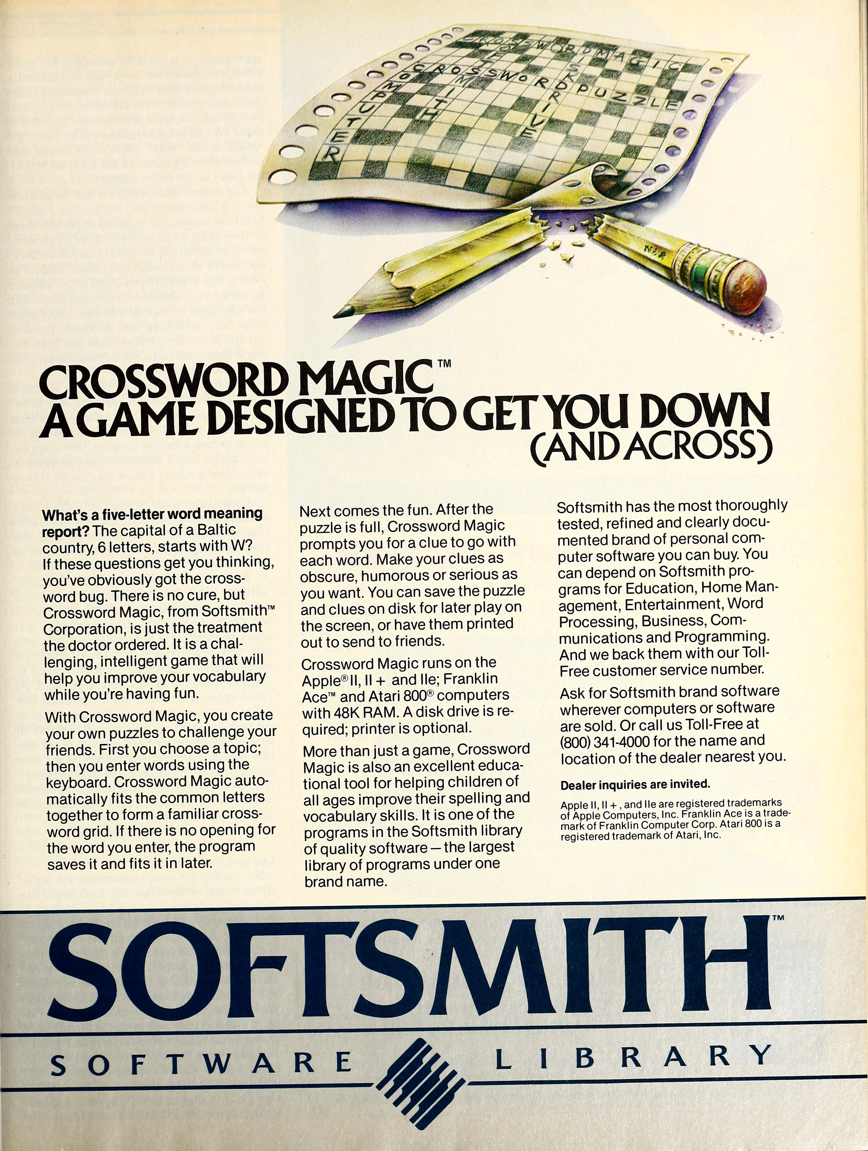 CROSSWORDMAGIC
CROSSWORD PUZZLE
COMPUTER
SOFTSMITH
DISKDRIVE
No.2
CROSSWORD MAGIC™
A GAME DESIGNED TO GET YOU DOWN
(AND ACROSS)
What's a five-letter word meaning
report? The capital of a Baltic
country, 6 letters, starts with W?
If these questions get you thinking,
you've obviously got the cross-
word bug. There is no cure, but
Crossword Magic, from Softsmith™
Corporation, is just the treatment
the doctor ordered. It is a chal-
lenging, intelligent game that will
help you improve your vocabulary
while you're having fun.
With Crossword Magic, you create
your own puzzles to challenge your
friends. First you choose a topic;
then you enter words using the
keyboard. Crossword Magic auto-
matically fits the common letters
together to form a familiar cross-
word grid. If there is no opening for
the word you enter, the program
saves it and fits it in later.
Next comes the fun. After the
puzzle is full, Crossword Magic
prompts you for a clue to go with
each word. Make your clues as
obscure, humorous or serious as
you want. You can save the puzzle
and clues on disk for later play on
the screen, or have them printed
out to send to friends.
Crossword Magic runs on the
Apple® II, II + and IIe; Franklin
Ace™ and Atari 800® computers
with 48K RAM. A disk drive is re-
quired; printer is optional.
More than just a game, Crossword
Magic is also an excellent educa-
tional tool for helping children of
all ages improve their spelling and
vocabulary skills. It is one of the
programs in the Softsmith library
of quality software — the largest
library of programs under one
brand name.
Softsmith has the most thoroughly
tested, refined and clearly docu-
mented brand of personal com-
puter software you can buy. You
can depend on Softsmith pro-
grams for Education, Home Man-
agement, Entertainment, Word
Processing, Business, Com-
munications and Programming.
And we back them with our Toll-
Free customer service number.
Ask for Softsmith brand software
wherever computers or software
are sold. Or call us Toll-Free at
(800) 341-4000 for the name and
location of the dealer nearest you.
Dealer inquiries are invited.
Apple II, II +, and IIe are registered trademarks
of Apple Computers, Inc. Franklin Ace is a trade-
mark of Franklin Computer Corp. Atari 800 is a
registered trademark of Atari, Inc.
SOFTSMITH™
SOFTWARE LIBRARY